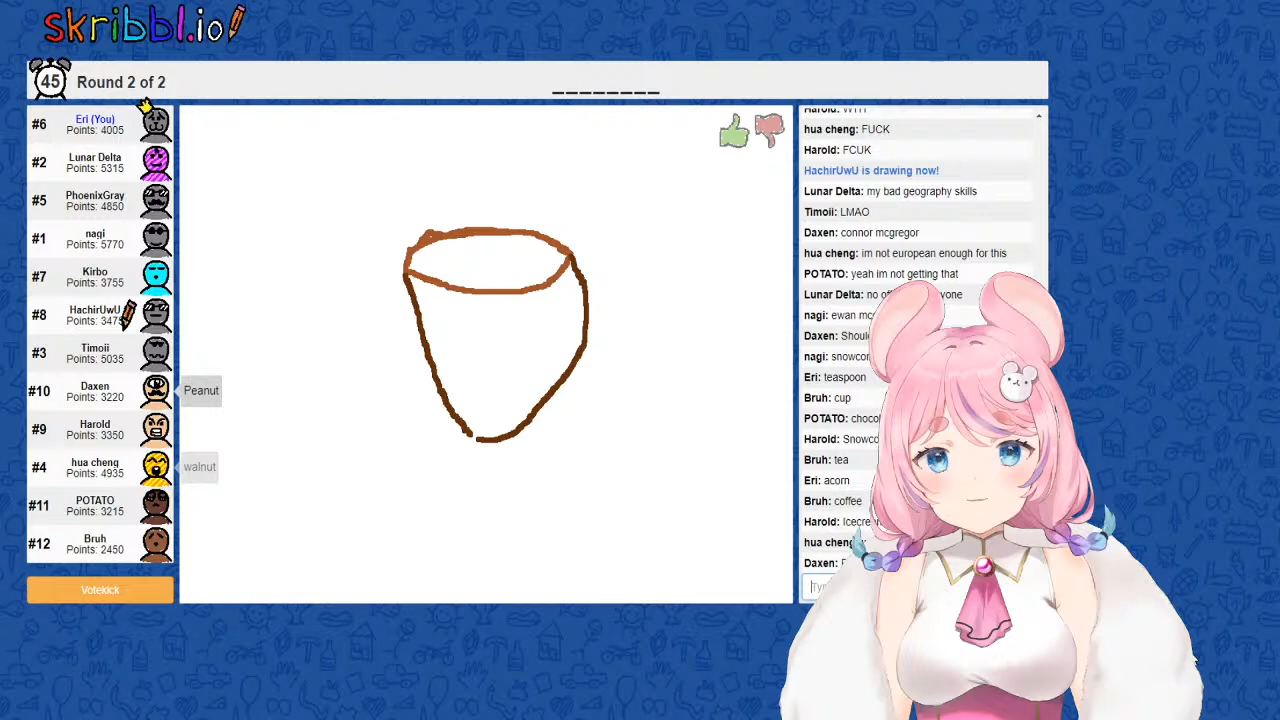 skribbl.io
45
Round 2 of 2
________
#6 Eri (You)
Points: 4005
#2 Lunar Delta
Points: 5315
#5 PhoenixGray
Points: 4850
#1 nagi
Points: 5770
#7 Kirbo
Points: 3755
#8 HachirUwU
Points: 3475
#3 Timoii
Points: 5035
#10 Daxen
Points: 3220
Peanut
#9 Harold
Points: 3350
#4 hua cheng
Points: 4935
walnut
#11 POTATO
Points: 3215
#12 Bruh
Points: 2450
Votekick
Harold: WTH
hua cheng: FUCK
Harold: FCUK
HachirUwU is drawing now!
Lunar Delta: my bad geography skills
Timoii: LMAO
Daxen: connor mcgregor
hua cheng: im not european enough for this
POTATO: yeah im not getting that
Lunar Delta: no
nagi: ewan
Daxen:
nagi:
Eri: teaspoon
Bruh: cup
POTATO:
Harold:
Bruh: tea
Eri: acorn
Bruh: coffee
Harold:
hua cheng
Daxen: